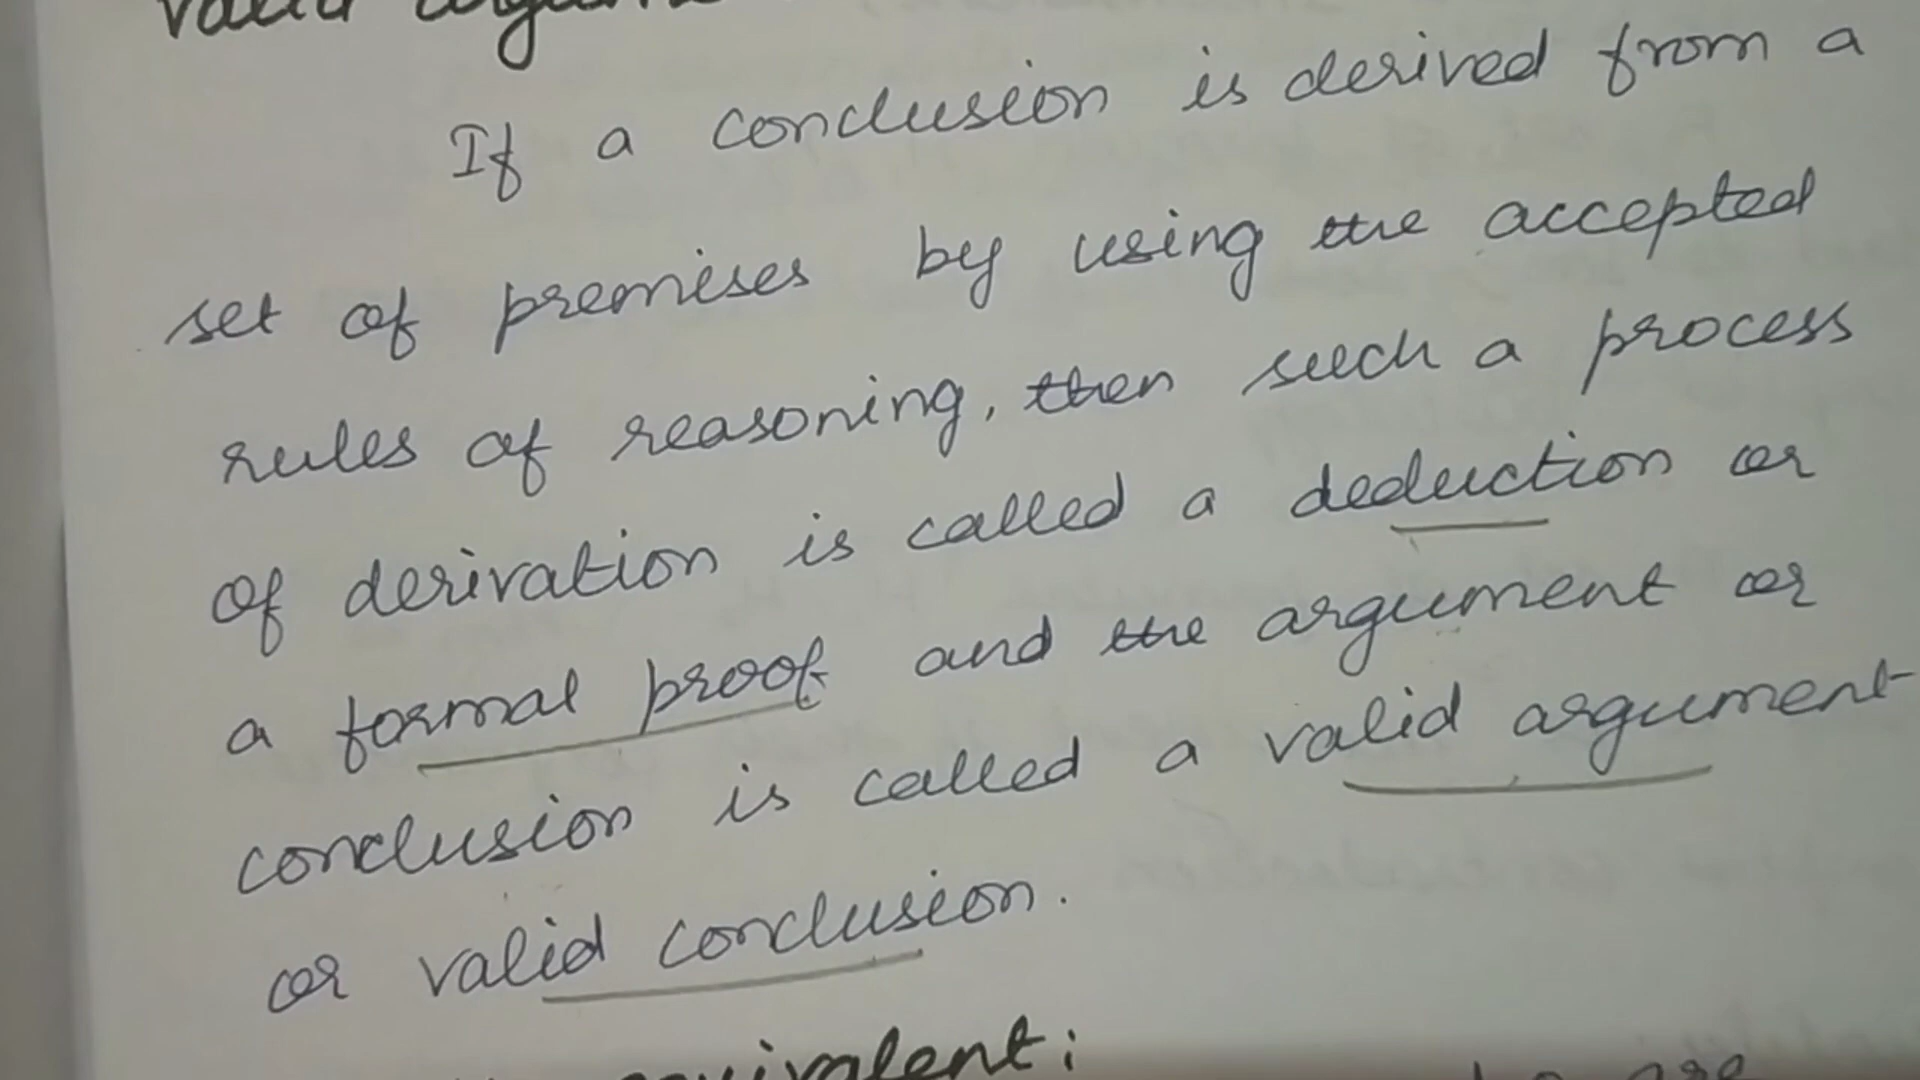 valid
If a conclusion is derived from a
set of premises by using the accepted
rules of reasoning, then such a process
of derivation is called a deduction or
a formal proof and the argument or
conclusion is called a valid argument
or valid conclusion.